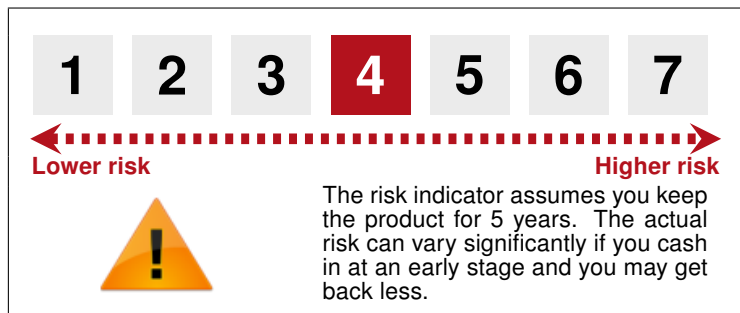 1 2 3 4 5 6 7
Lower risk Higher risk
!
The risk indicator assumes you keep
the product for 5 years. The actual
risk can vary significantly if you cash
in at an early stage and you may get
back less.